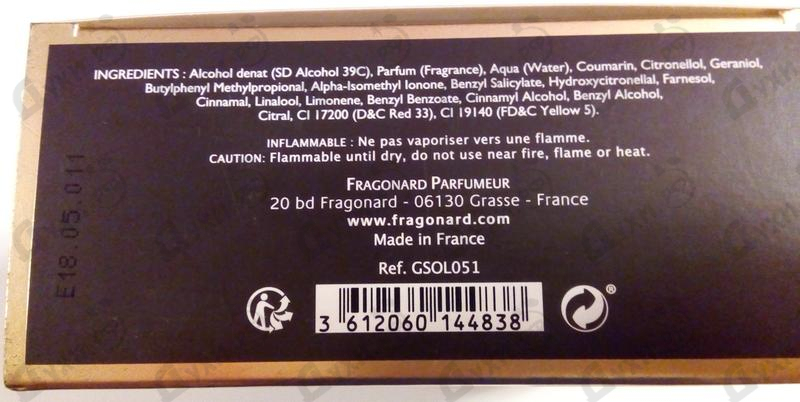 INGREDIENTS : Alcohol denat (SD Alcohol 39C), Parfum (Fragrance), Aqua (Water), Coumarin, Citronellol, Geraniol,
Butylphenyl Methylpropional, Alpha-Isomethyl Ionone, Benzyl Salicylate, Hydroxycitronellal, Farnesol,
Cinnamal, Linalool, Limonene, Benzyl Benzoate, Cinnamyl Alcohol, Benzyl Alcohol,
Citral, CI 17200 (D&C Red 33), CI 19140 (FD&C Yellow 5).
INFLAMMABLE : Ne pas vaporiser vers une flamme.
CAUTION: Flammable until dry, do not use near fire, flame or heat.
FRAGONARD PARFUMEUR
20 bd Fragonard - 06130 Grasse - France
www.fragonard.com
Made in France
Ref. GSOL051
3 612060 144838
®
E18.05.011